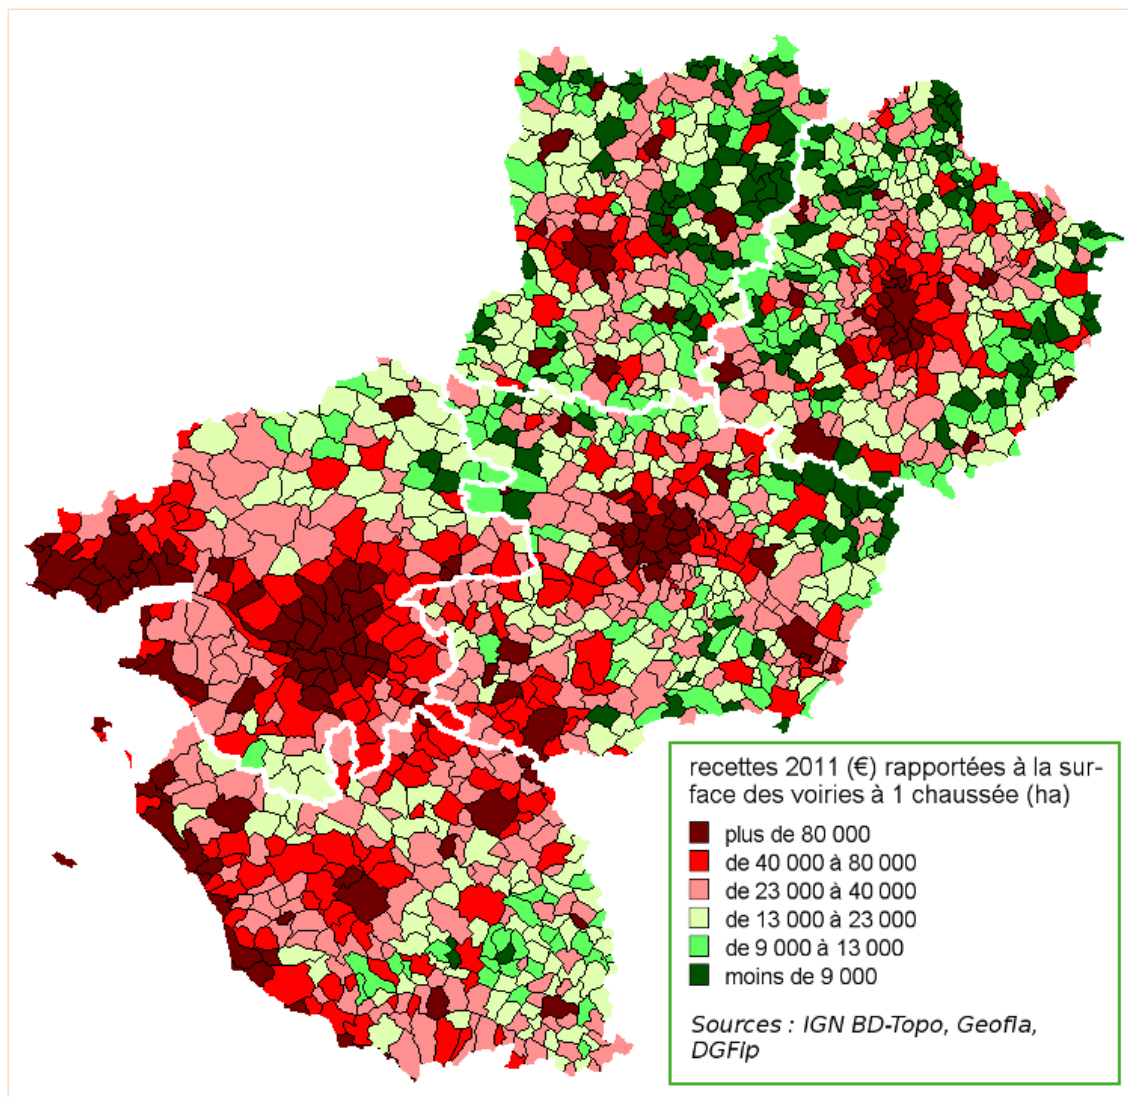 recettes 2011 (€) rapportées à la sur-
face des voiries à 1 chaussée (ha)
plus de 80 000
de 40 000 à 80 000
de 23 000 à 40 000
de 13 000 à 23 000
de 9 000 à 13 000
moins de 9 000
Sources : IGN BD-Topo, Geofla,
DGFip